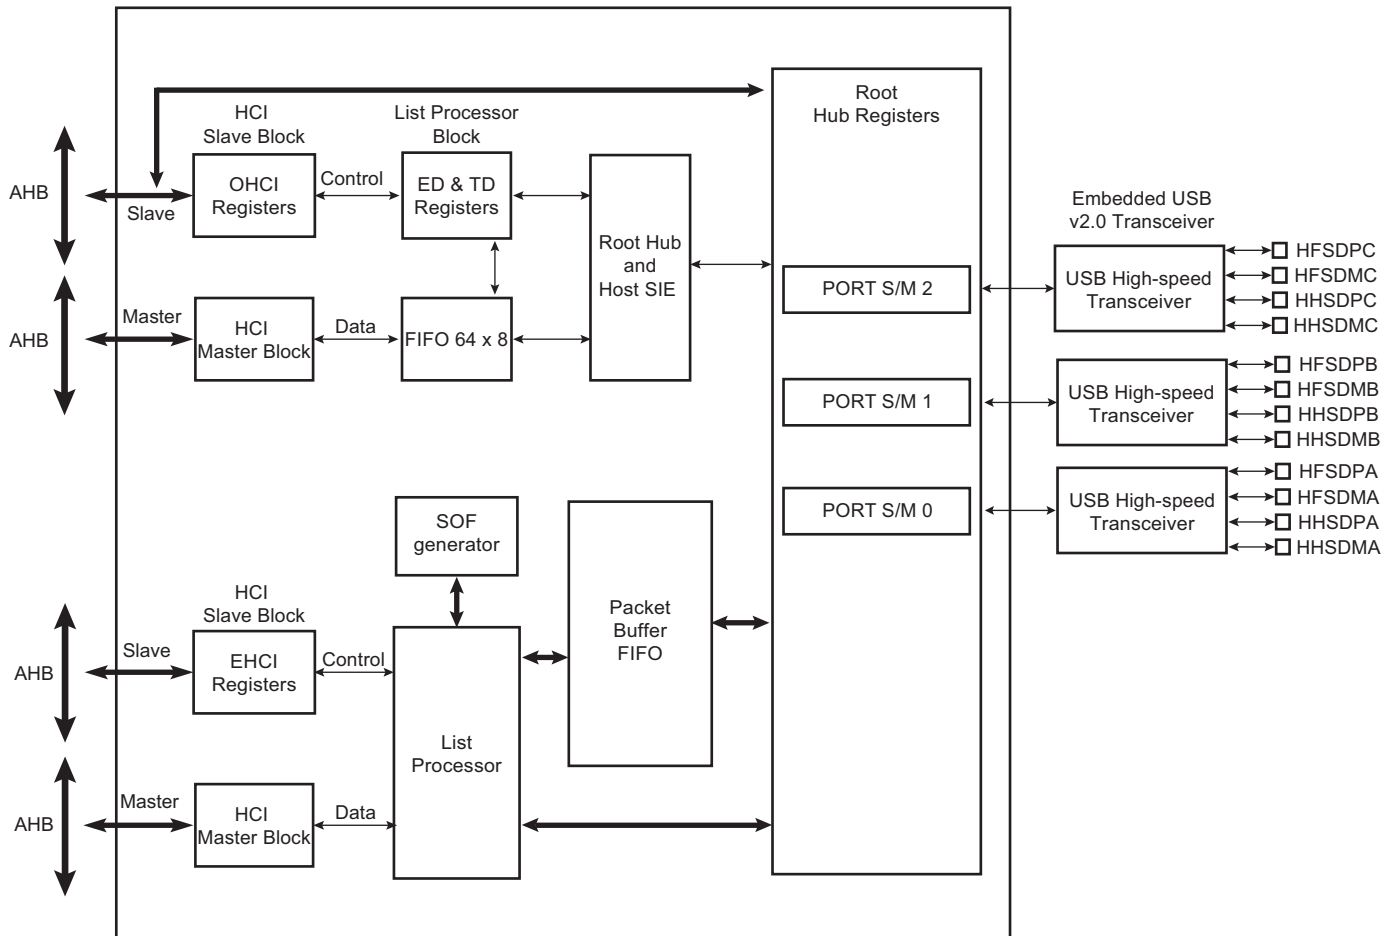 Root
Hub Registers
HCI
Slave Block
List Processor
Block
AHB
Slave
OHCI
Registers
Control
ED & TD
Registers
Root Hub
and
Host SIE
Embedded USB
v2.0 Transceiver
AHB
Master
HCI
Master Block
Data
FIFO 64 x 8
PORT S/M 2
USB High-speed
Transceiver
HFSDPC
HFSDMC
HHSDPC
HHSDMC
PORT S/M 1
USB High-speed
Transceiver
HFSDPB
HFSDMB
HHSDPB
HHSDMB
PORT S/M 0
USB High-speed
Transceiver
HFSDPA
HFSDMA
HHSDPA
HHSDMA
SOF
generator
HCI
Slave Block
Packet
Buffer
FIFO
AHB
Slave
EHCI
Registers
Control
List
Processor
AHB
Master
HCI
Master Block
Data